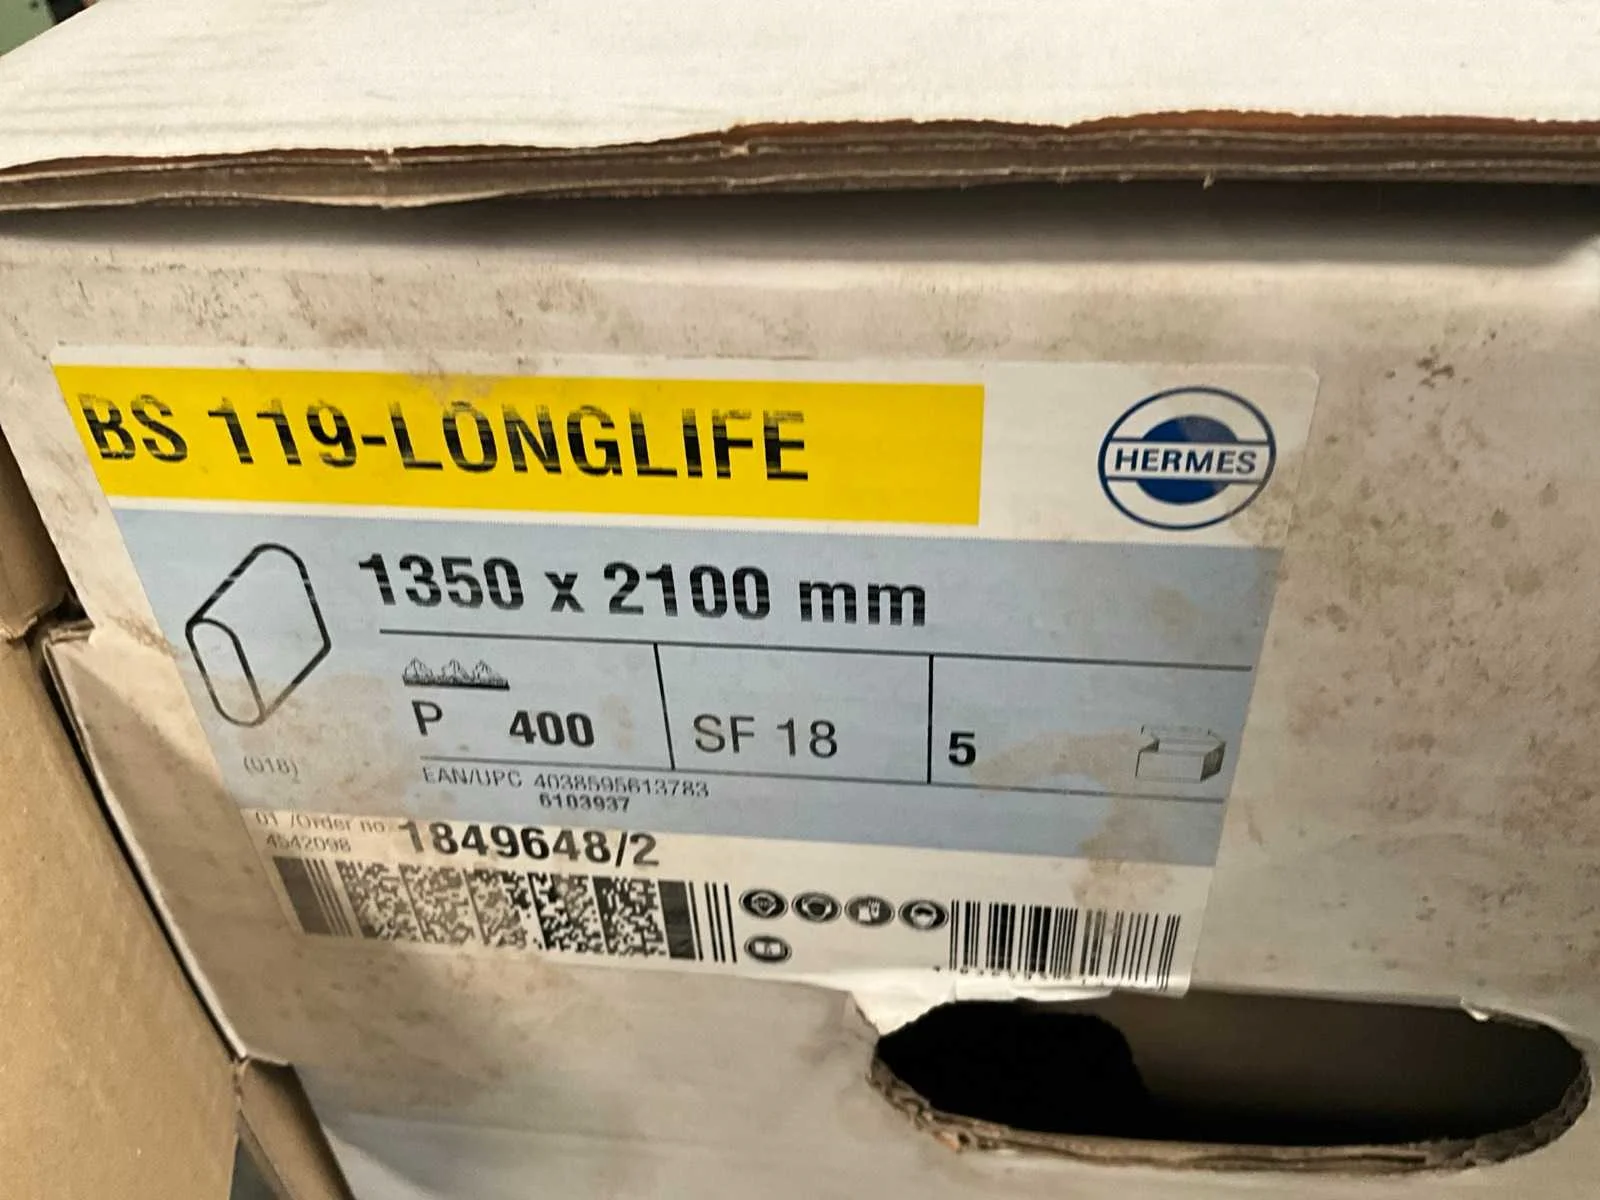 BS 119-LONGLIFE
HERMES
1350 x 2100 mm
P 400
SF 18
5
(018)
EAN/UPC 4038595613783
6103937
01 /Order no.
1849648/2
4542098